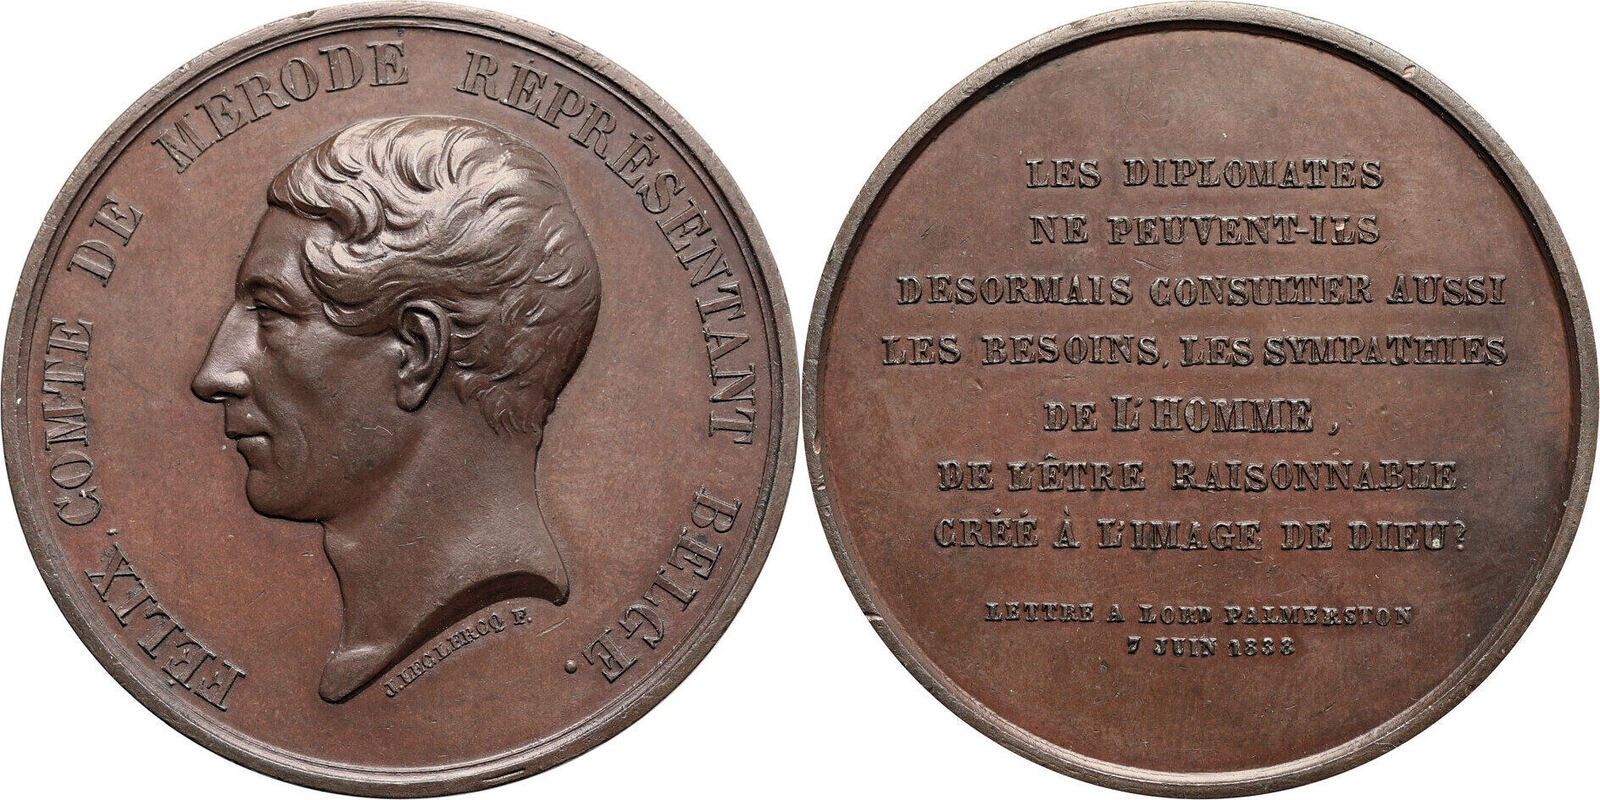 FÉLIX, COMTE DE MERODE REPRÉSENTANT BELGE.
J. LECLERCQ F.
LES DIPLOMATES
NE PEUVENT-ILS
DESORMAIS CONSULTER AUSSI
LES BESOINS, LES SYMPATHIES
DE L'HOMME,
DE L'ÊTRE RAISONNABLE
CRÉÉ À L'IMAGE DE DIEU?
LETTRE A LORD PALMERSTON
7 JUIN 1838